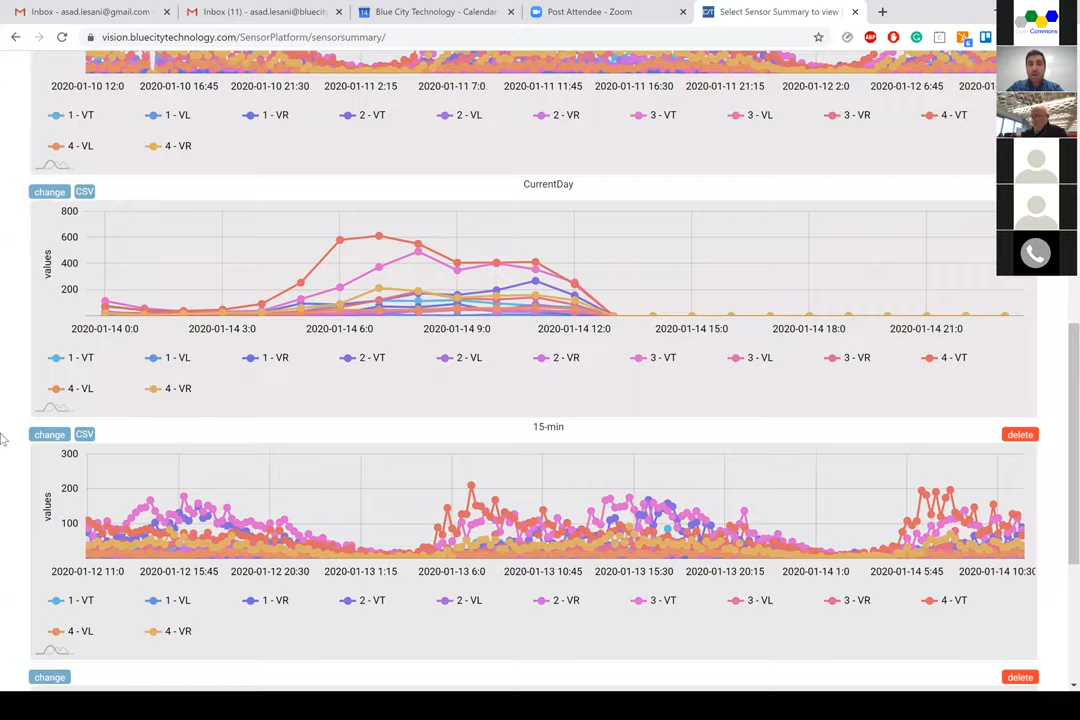 Inbox - asad.lesani@gmail.com
Inbox (11) - asad.lesani@bluecity
Blue City Technology - Calendar
Post Attendee - Zoom
Select Sensor Summary to view
vision.bluecitytechnology.com/SensorPlatform/sensorsummary/
2020-01-10 12:0 2020-01-10 16:45 2020-01-10 21:30 2020-01-11 2:15 2020-01-11 7:0 2020-01-11 11:45 2020-01-11 16:30 2020-01-11 21:15 2020-01-12 2:0 2020-01-12 6:45 2020-01
1 - VT 1 - VL 1 - VR 2 - VT 2 - VL 2 - VR 3 - VT 3 - VL 3 - VR 4 - VT
4 - VL 4 - VR
CurrentDay
change CSV
800
600
400
200
values
2020-01-14 0:0 2020-01-14 3:0 2020-01-14 6:0 2020-01-14 9:0 2020-01-14 12:0 2020-01-14 15:0 2020-01-14 18:0 2020-01-14 21:0
1 - VT 1 - VL 1 - VR 2 - VT 2 - VL 2 - VR 3 - VT 3 - VL 3 - VR 4 - VT
4 - VL 4 - VR
15-min
change CSV delete
300
200
100
values
2020-01-12 11:0 2020-01-12 15:45 2020-01-12 20:30 2020-01-13 1:15 2020-01-13 6:0 2020-01-13 10:45 2020-01-13 15:30 2020-01-13 20:15 2020-01-14 1:0 2020-01-14 5:45 2020-01-14 10:30
1 - VT 1 - VL 1 - VR 2 - VT 2 - VL 2 - VR 3 - VT 3 - VL 3 - VR 4 - VT
4 - VL 4 - VR
change delete